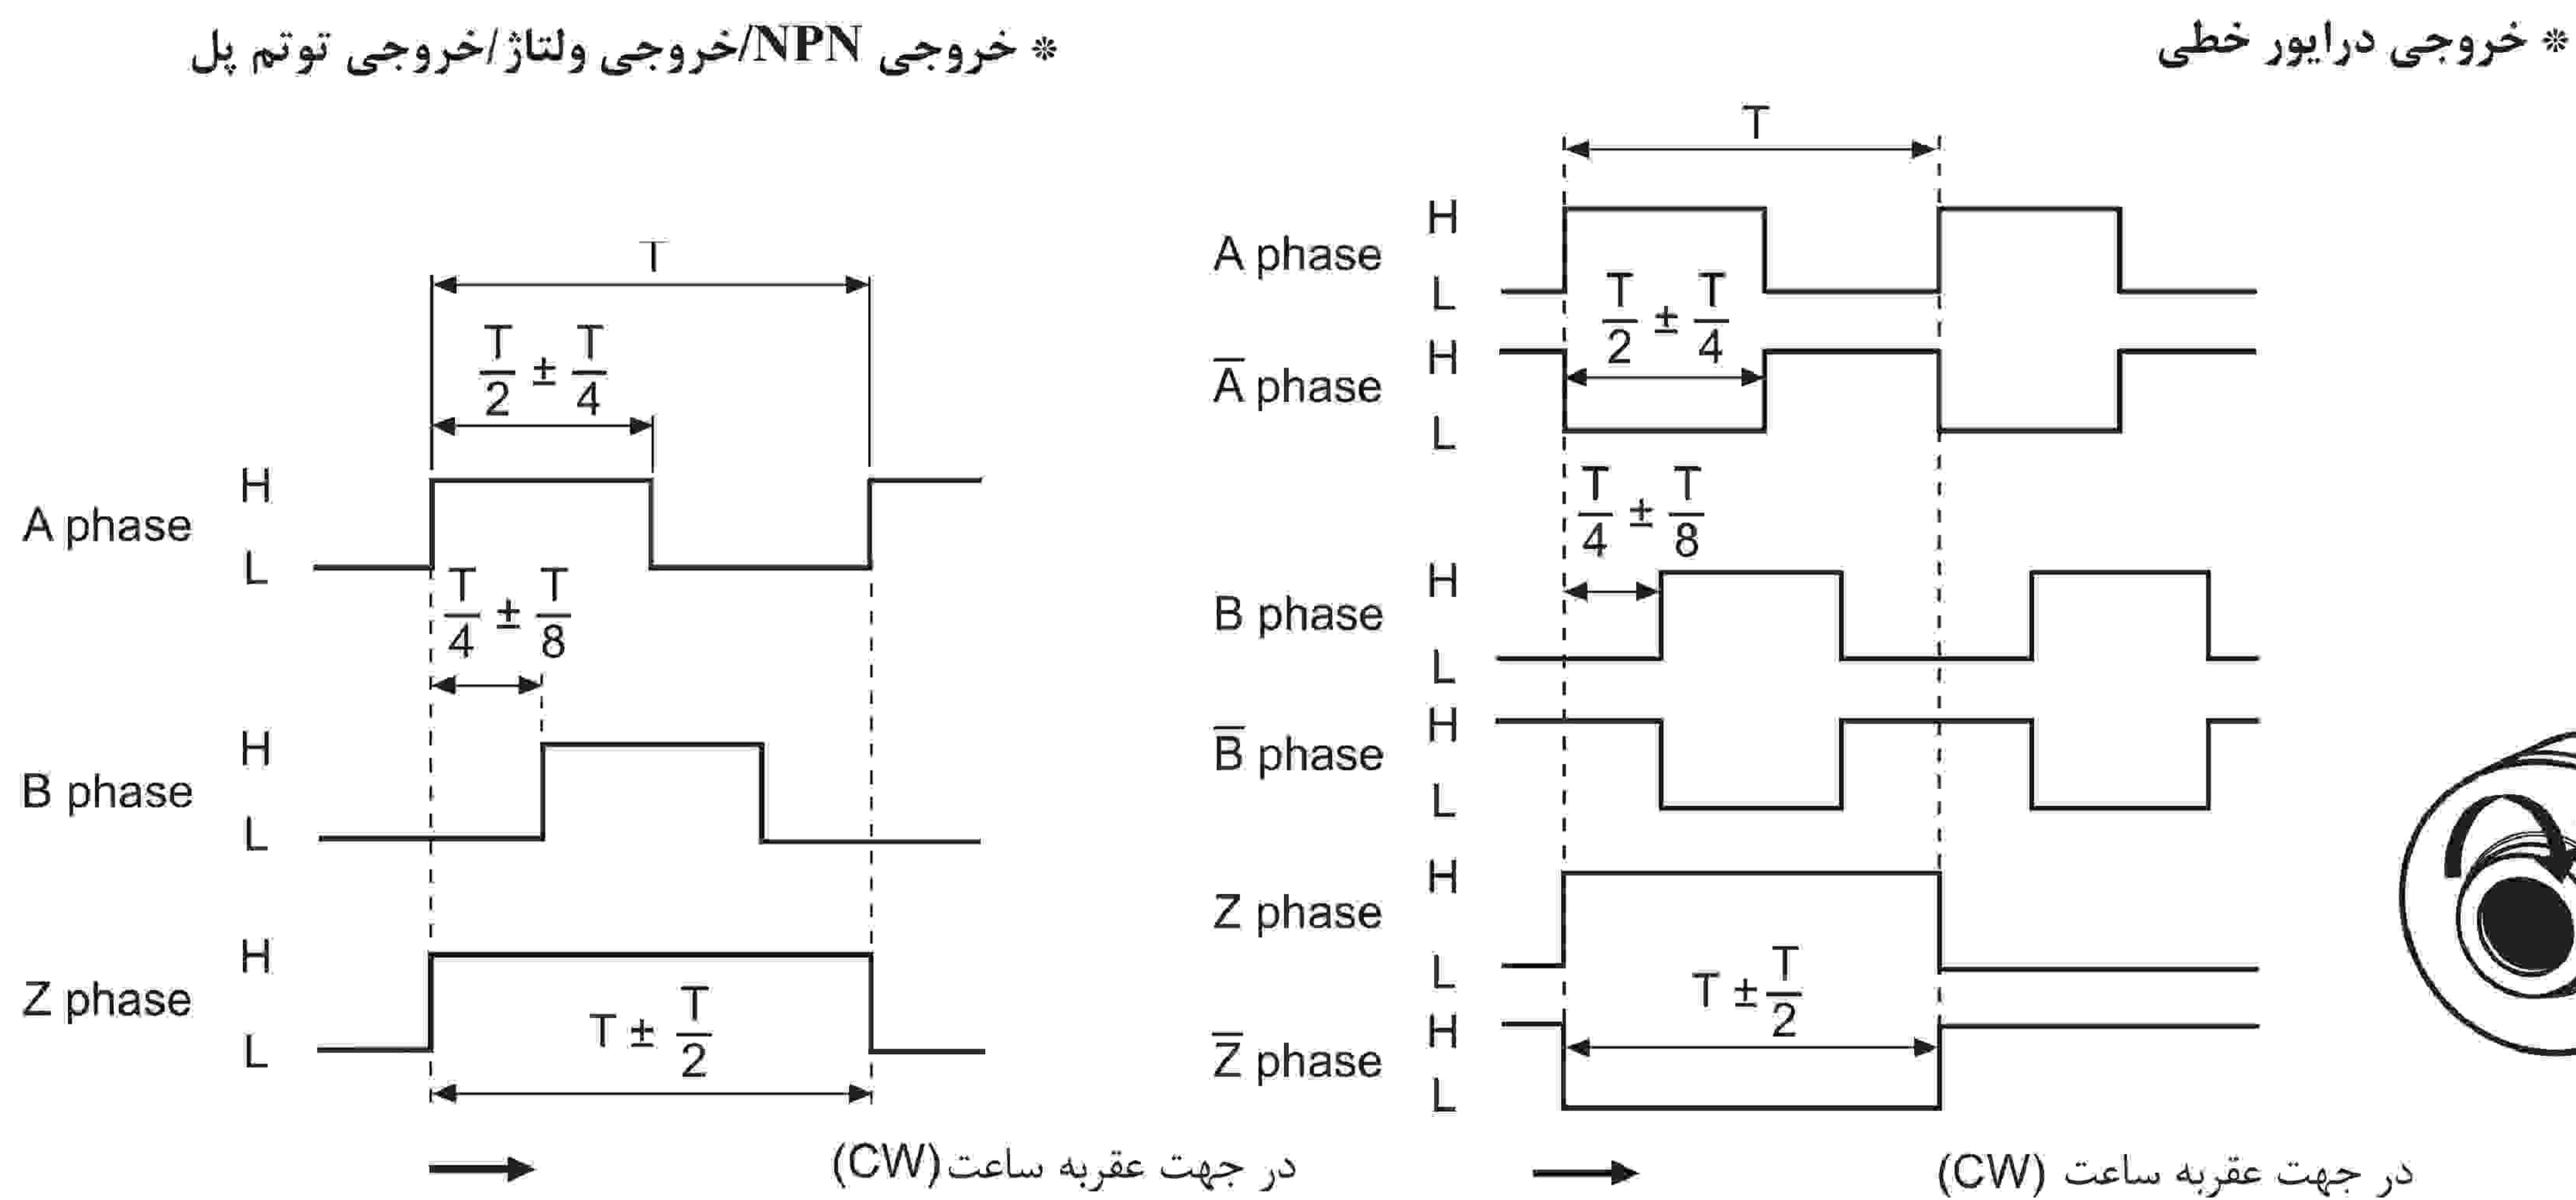 * خروجی NPN/خروجی ولتاژ/خروجی توتم پل
T
T/2 ± T/4
A phase
H
L
T/4 ± T/8
B phase
H
L
Z phase
H
L
T ± T/2
در جهت عقربه ساعت(CW)
* خروجی درایور خطی
T
A phase
H
L
T/2 ± T/4
A̅ phase
H
L
T/4 ± T/8
B phase
H
L
B̅ phase
H
L
Z phase
H
L
T ± T/2
Z̅ phase
H
L
در جهت عقربه ساعت (CW)